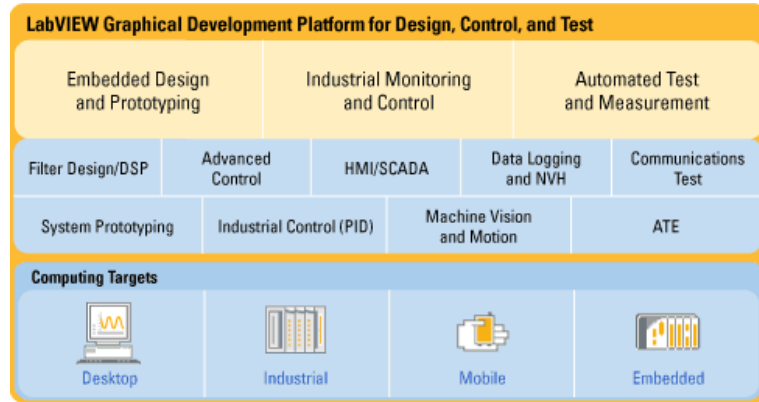 LabVIEW Graphical Development Platform for Design, Control, and Test
Embedded Design
and Prototyping
Industrial Monitoring
and Control
Automated Test
and Measurement
Filter Design/DSP
Advanced
Control
HMI/SCADA
Data Logging
and NVH
Communications
Test
System Prototyping
Industrial Control (PID)
Machine Vision
and Motion
ATE
Computing Targets
Desktop
Industrial
Mobile
Embedded